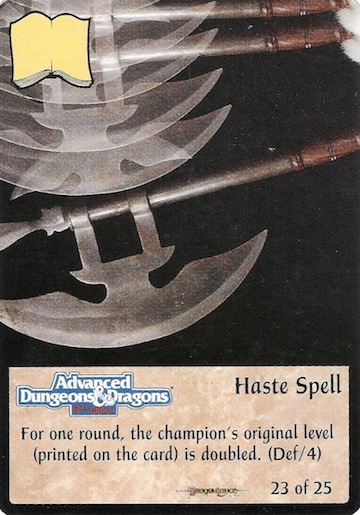 Advanced
Dungeons & Dragons
2nd Edition
Haste Spell
For one round, the champion's original level
(printed on the card) is doubled. (Def/4)
DragonLance
23 of 25